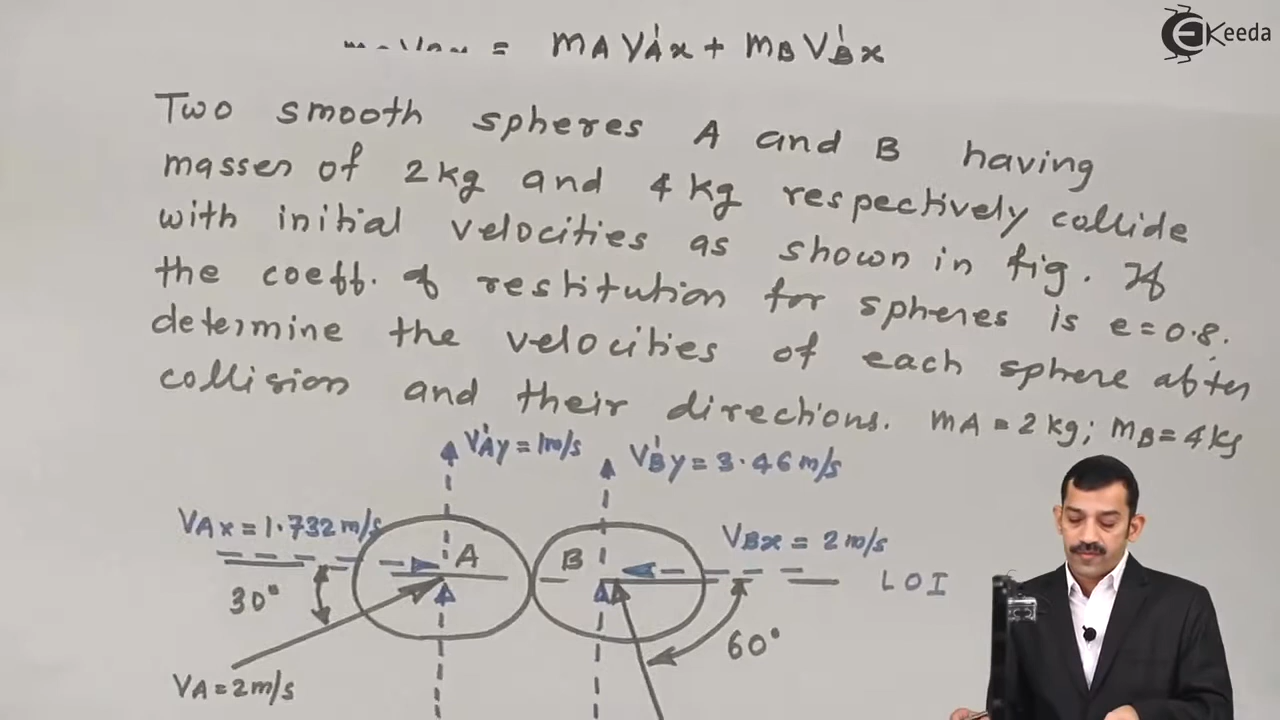 Keeda
= mA V'Ax + mB V'Bx
Two smooth spheres A and B having
masses of 2 kg and 4 kg respectively collide
with initial velocities as shown in fig. If
the coeff. of restitution for spheres is e=0.8.
determine the velocities of each sphere after
collision and their directions. mA = 2 kg; mB = 4 kg
V'Ay = 1 m/s
V'By = 3.46 m/s
VAx = 1.732 m/s
A
B
VBx = 2 m/s
LOI
30°
60°
VA = 2 m/s